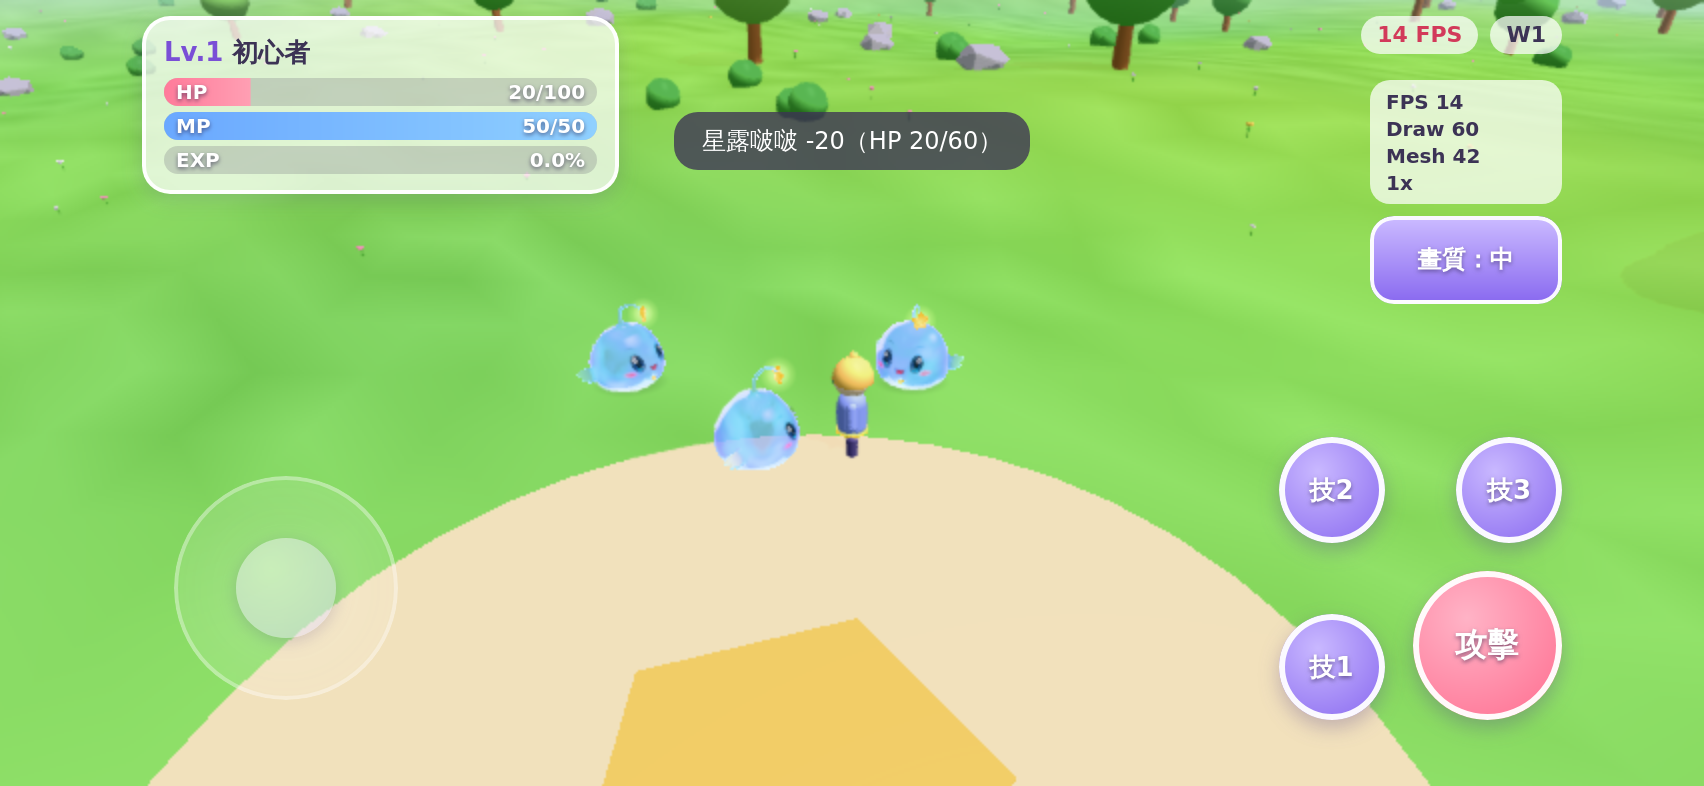 Lv.1 初心者
HP 20/100
MP 50/50
EXP 0.0%
星露啵啵 -20（HP 20/60）
14 FPS
W1
FPS 14
Draw 60
Mesh 42
1x
畫質：中
技2
技3
技1
攻擊